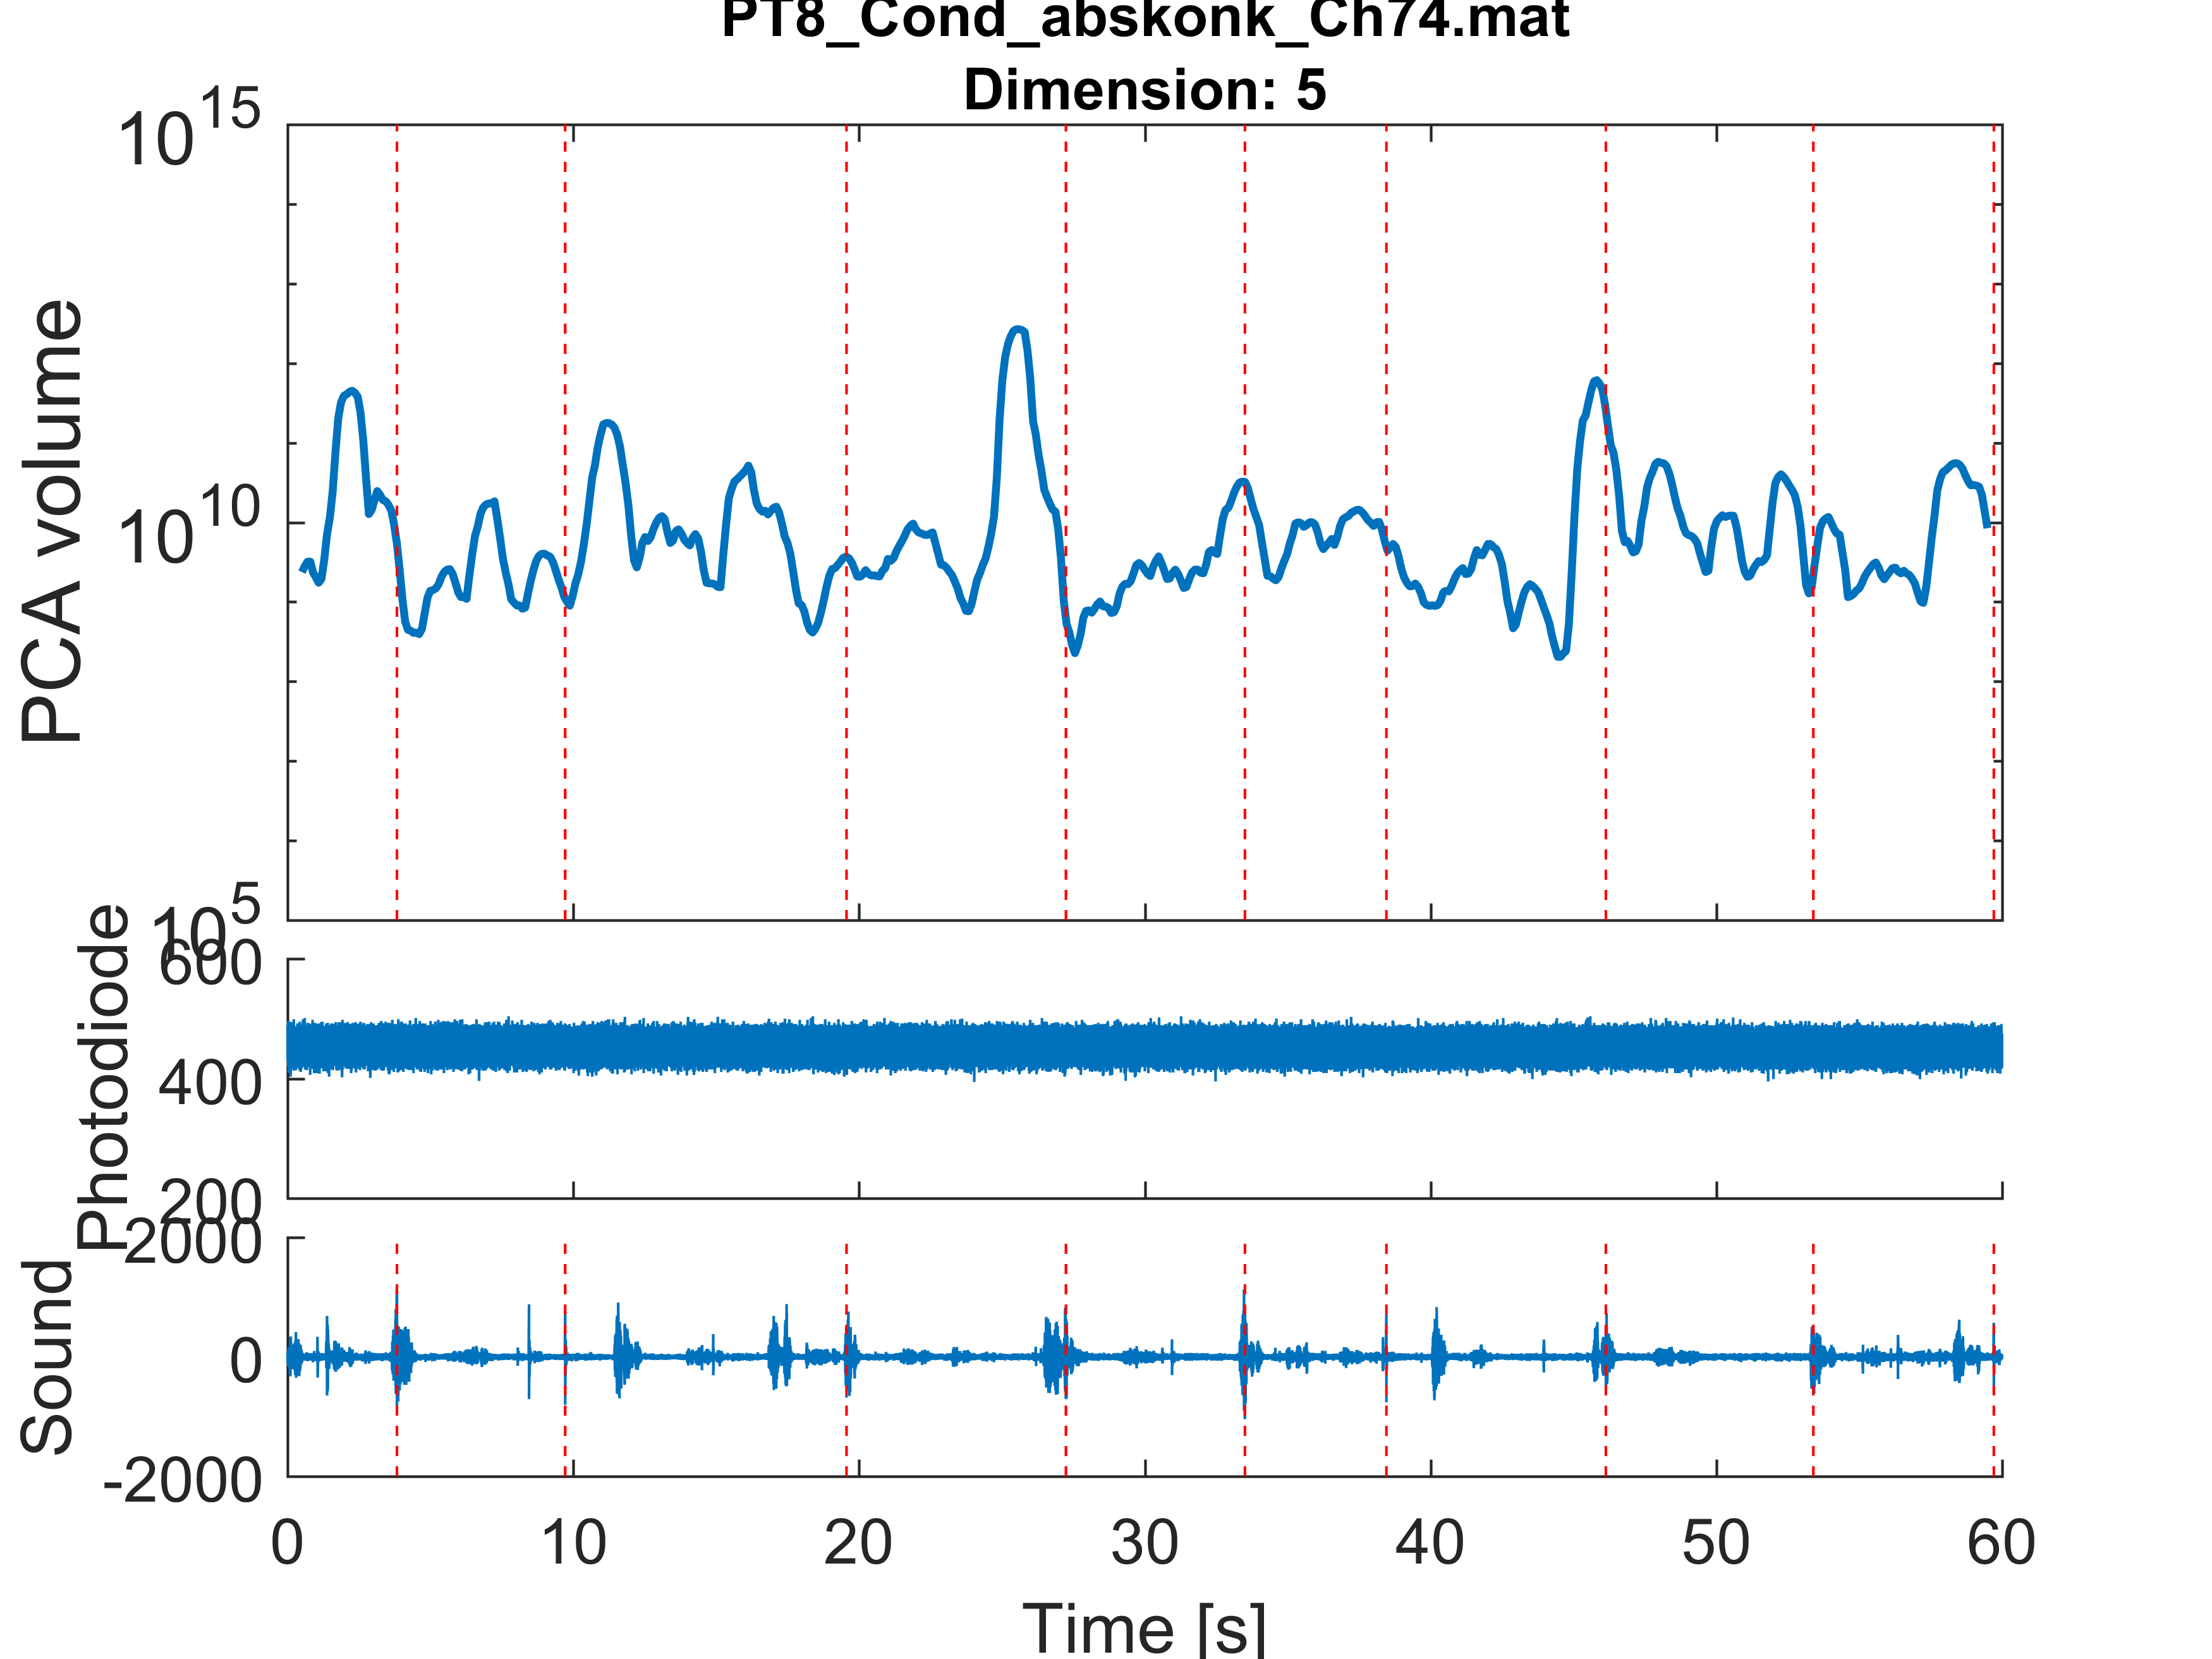 PT8_Cond_abskonk_Ch74.mat
Dimension: 5
10^15
10^10
10^5
PCA volume
600
400
200
Photodiode
2000
0
-2000
Sound
0 10 20 30 40 50 60
Time [s]